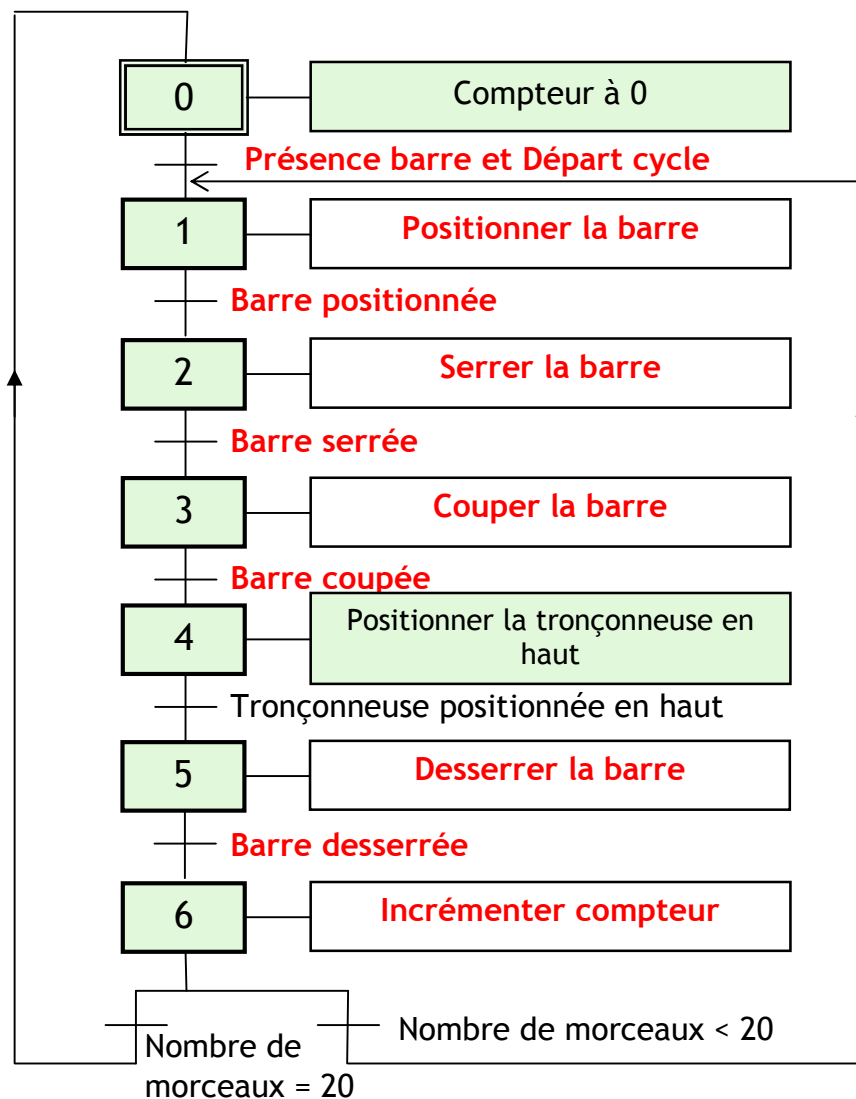 0
Compteur à 0
Présence barre et Départ cycle
1
Positionner la barre
Barre positionnée
2
Serrer la barre
Barre serrée
3
Couper la barre
Barre coupée
4
Positionner la tronçonneuse en
haut
Tronçonneuse positionnée en haut
5
Desserrer la barre
Barre desserrée
6
Incrémenter compteur
Nombre de
morceaux = 20
Nombre de morceaux < 20